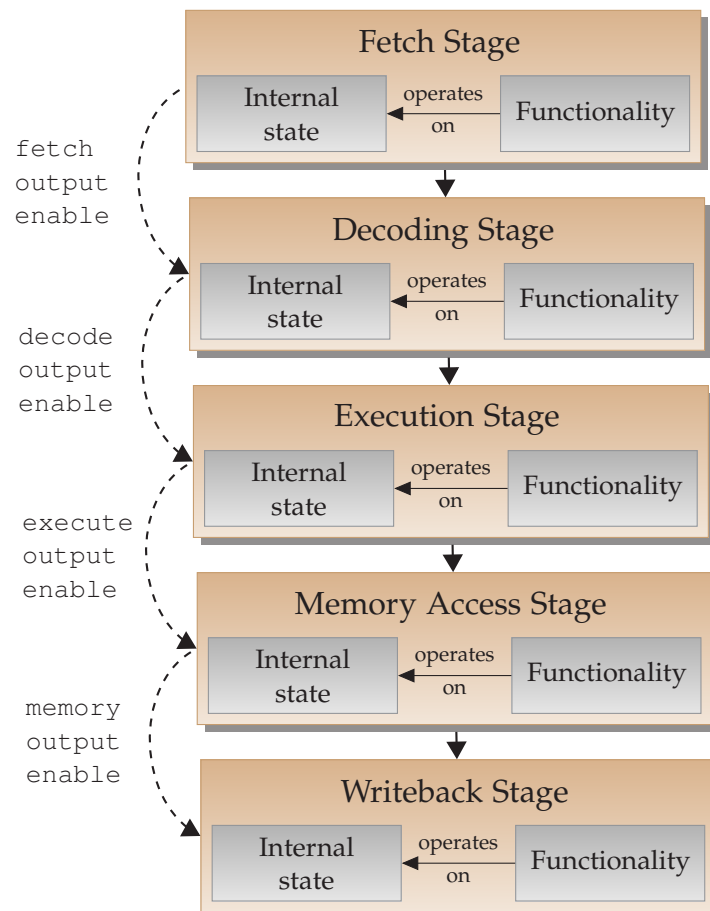 Fetch Stage
Internal
state
operates
on
Functionality
fetch
output
enable
Decoding Stage
Internal
state
operates
on
Functionality
decode
output
enable
Execution Stage
Internal
state
operates
on
Functionality
execute
output
enable
Memory Access Stage
Internal
state
operates
on
Functionality
memory
output
enable
Writeback Stage
Internal
state
operates
on
Functionality